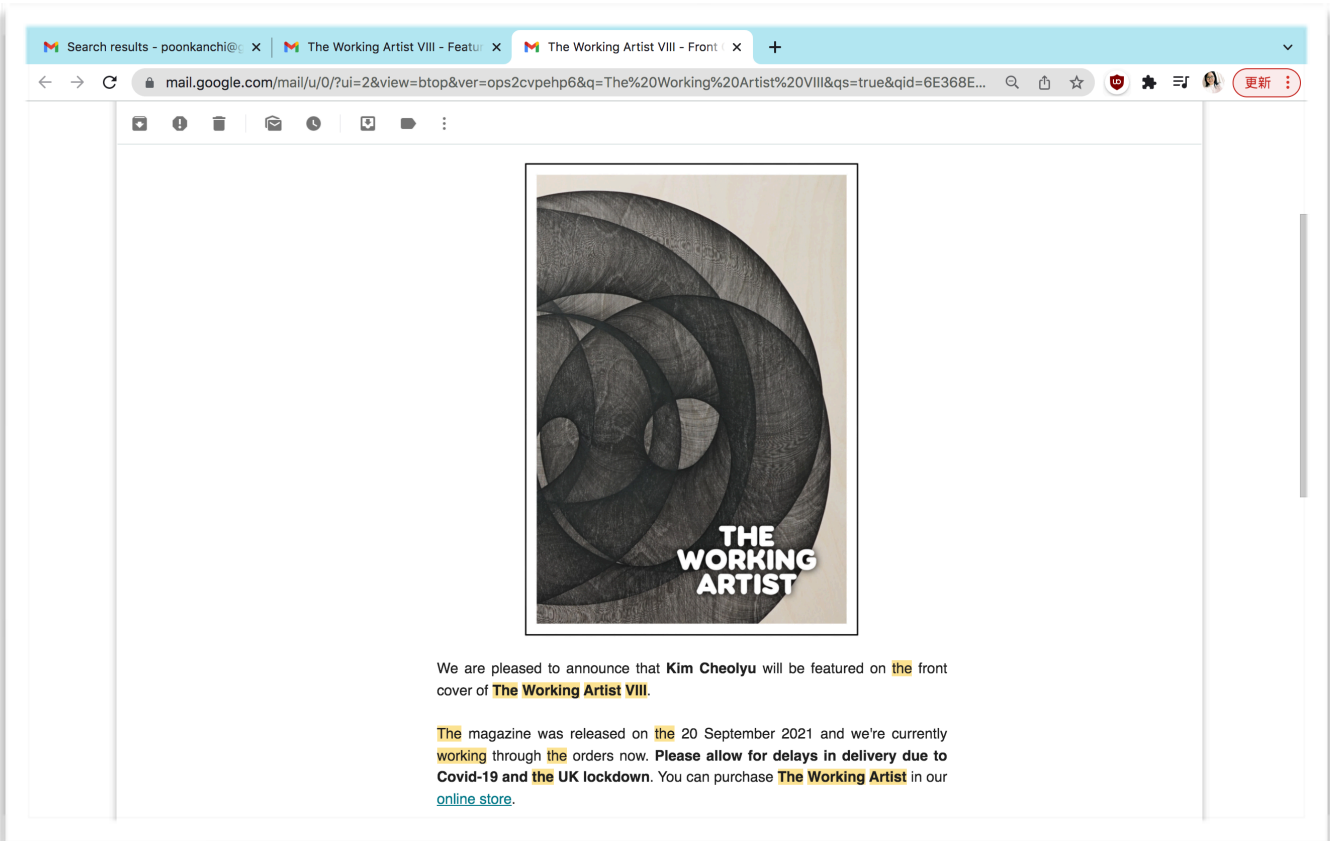 Search results - poonkanchi@g
The Working Artist VIII - Featur
The Working Artist VIII - Front
mail.google.com/mail/u/0/?ui=2&view=btop&ver=ops2cvpehp6&q=The%20Working%20Artist%20VIII&qs=true&qid=6E368E...
更新
THE
WORKING
ARTIST
We are pleased to announce that Kim Cheolyu will be featured on the front
cover of The Working Artist VIII.
The magazine was released on the 20 September 2021 and we're currently
working through the orders now. Please allow for delays in delivery due to
Covid-19 and the UK lockdown. You can purchase The Working Artist in our
online store.